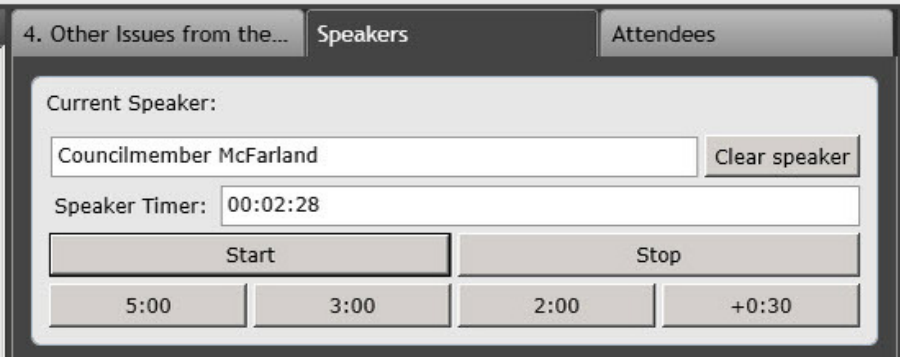 4. Other Issues from the... Speakers Attendees
Current Speaker:
Councilmember McFarland Clear speaker
Speaker Timer: 00:02:28
Start Stop
5:00 3:00 2:00 +0:30